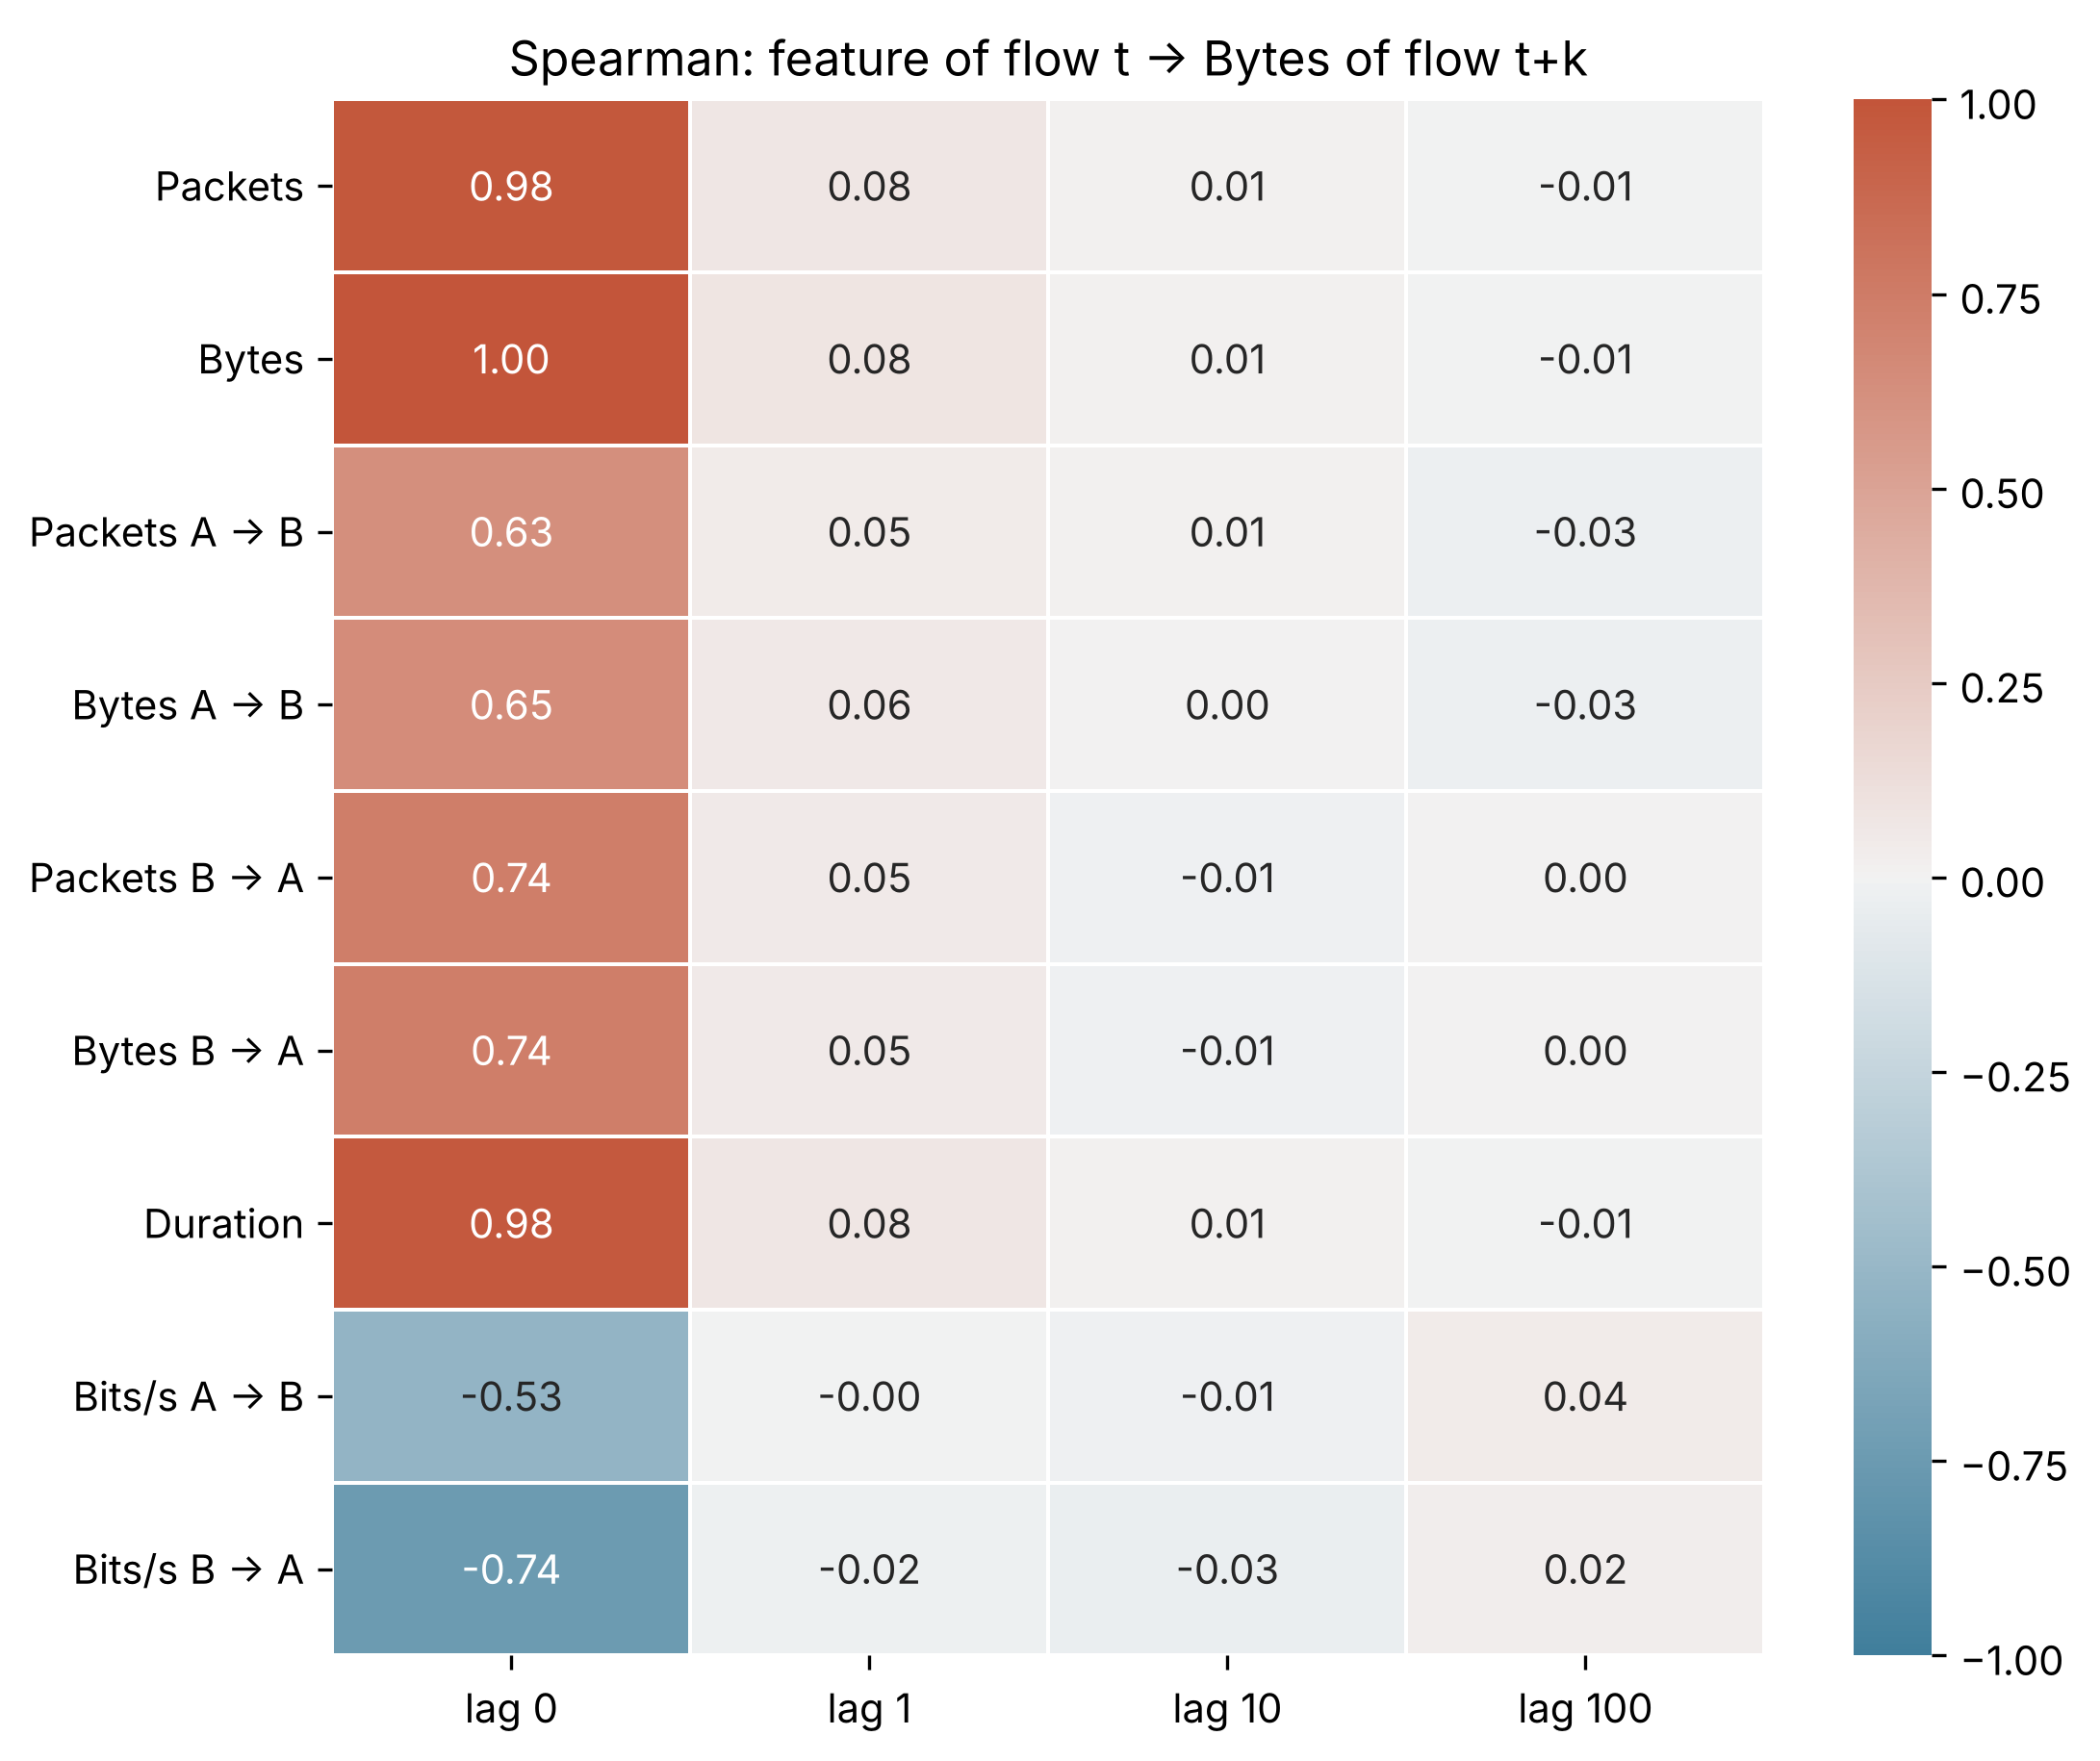 Spearman: feature of flow t → Bytes of flow t+k
Packets 0.98 0.08 0.01 -0.01
Bytes 1.00 0.08 0.01 -0.01
Packets A → B 0.63 0.05 0.01 -0.03
Bytes A → B 0.65 0.06 0.00 -0.03
Packets B → A 0.74 0.05 -0.01 0.00
Bytes B → A 0.74 0.05 -0.01 0.00
Duration 0.98 0.08 0.01 -0.01
Bits/s A → B -0.53 -0.00 -0.01 0.04
Bits/s B → A -0.74 -0.02 -0.03 0.02
lag 0 lag 1 lag 10 lag 100
1.00
0.75
0.50
0.25
0.00
−0.25
−0.50
−0.75
−1.00